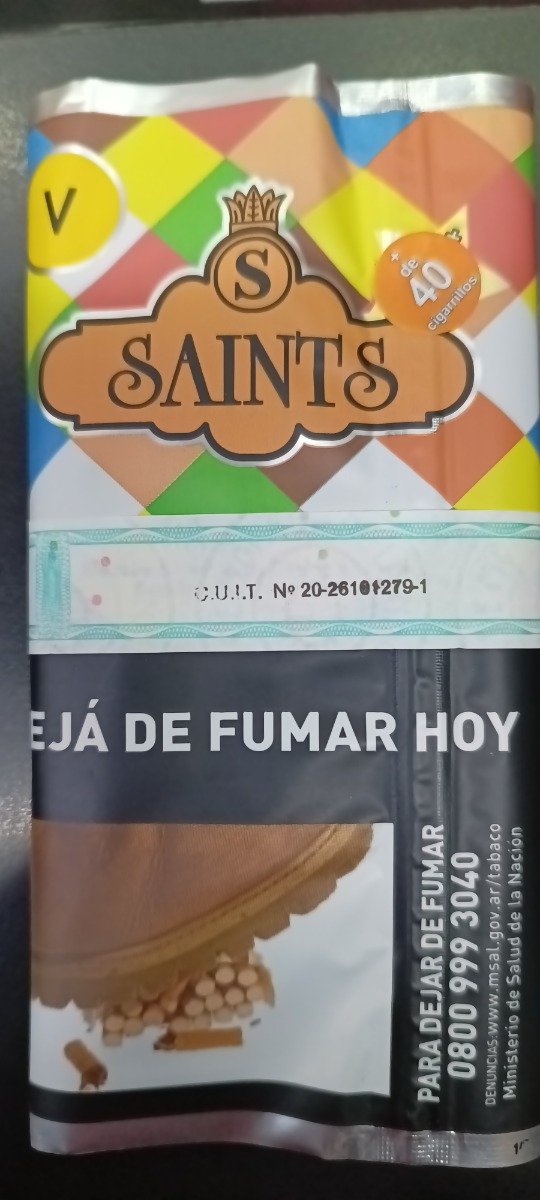 V
S
SAINTS
+ de
40
cigarrillos
C.U.I.T. Nº 20-26101279-1
EJÁ DE FUMAR HOY
PARA DEJAR DE FUMAR
0800 999 3040
DENUNCIAS:www.msal.gov.ar/tabaco
Ministerio de Salud de la Nación